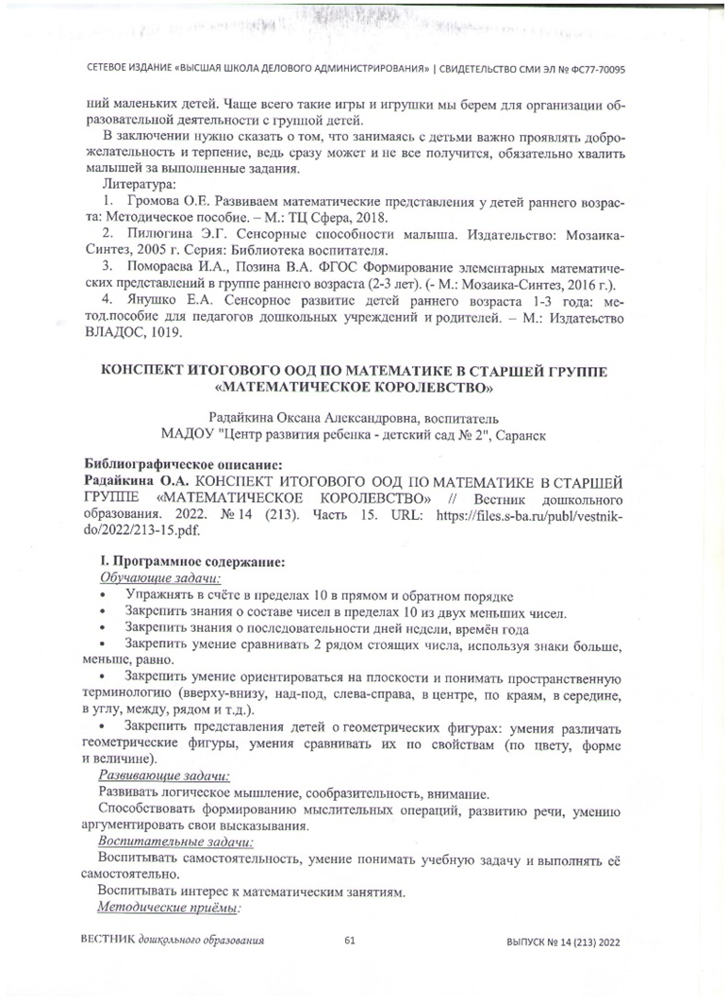 СЕТЕВОЕ ИЗДАНИЕ «ВЫСШАЯ ШКОЛА ДЕЛОВОГО АДМИНИСТРИРОВАНИЯ» | СВИДЕТЕЛЬСТВО СМИ ЭЛ № ФС77-70095
ний маленьких детей. Чаще всего такие игры и игрушки мы берем для организации об-
разовательной деятельности с группой детей.
В заключении нужно сказать о том, что занимаясь с детьми важно проявлять добро-
желательность и терпение, ведь сразу может и не все получится, обязательно хвалить
малышей за выполненные задания.
Литература:
1. Громова О.Е. Развиваем математические представления у детей раннего возрас-
та: Методическое пособие. – М.: ТЦ Сфера, 2018.
2. Пилюгина Э.Г. Сенсорные способности малыша. Издательство: Мозаика-
Синтез, 2005 г. Серия: Библиотека воспитателя.
3. Помораева И.А., Позина В.А. ФГОС Формирование элементарных математиче-
ских представлений в группе раннего возраста (2-3 лет). (- М.: Мозаика-Синтез, 2016 г.).
4. Янушко Е.А. Сенсорное развитие детей раннего возраста 1-3 года: ме-
тод.пособие для педагогов дошкольных учреждений и родителей. – М.: Издатеьство
ВЛАДОС, 1019.
КОНСПЕКТ ИТОГОВОГО ООД ПО МАТЕМАТИКЕ В СТАРШЕЙ ГРУППЕ
«МАТЕМАТИЧЕСКОЕ КОРОЛЕВСТВО»
Радайкина Оксана Александровна, воспитатель
МАДОУ "Центр развития ребенка - детский сад № 2", Саранск
Библиографическое описание:
Радайкина О.А. КОНСПЕКТ ИТОГОВОГО ООД ПО МАТЕМАТИКЕ В СТАРШЕЙ
ГРУППЕ «МАТЕМАТИЧЕСКОЕ КОРОЛЕВСТВО» // Вестник дошкольного
образования. 2022. № 14 (213). Часть 15. URL: https://files.s-ba.ru/publ/vestnik-
do/2022/213-15.pdf.
I. Программное содержание:
Обучающие задачи:
• Упражнять в счёте в пределах 10 в прямом и обратном порядке
• Закрепить знания о составе чисел в пределах 10 из двух меньших чисел.
• Закрепить знания о последовательности дней недели, времён года
• Закрепить умение сравнивать 2 рядом стоящих числа, используя знаки больше,
меньше, равно.
• Закрепить умение ориентироваться на плоскости и понимать пространственную
терминологию (вверху-внизу, над-под, слева-справа, в центре, по краям, в середине,
в углу, между, рядом и т.д.).
• Закрепить представления детей о геометрических фигурах: умения различать
геометрические фигуры, умения сравнивать их по свойствам (по цвету, форме
и величине).
Развивающие задачи:
Развивать логическое мышление, сообразительность, внимание.
Способствовать формированию мыслительных операций, развитию речи, умению
аргументировать свои высказывания.
Воспитательные задачи:
Воспитывать самостоятельность, умение понимать учебную задачу и выполнять её
самостоятельно.
Воспитывать интерес к математическим занятиям.
Методические приёмы:
ВЕСТНИК дошкольного образования 61 ВЫПУСК № 14 (213) 2022